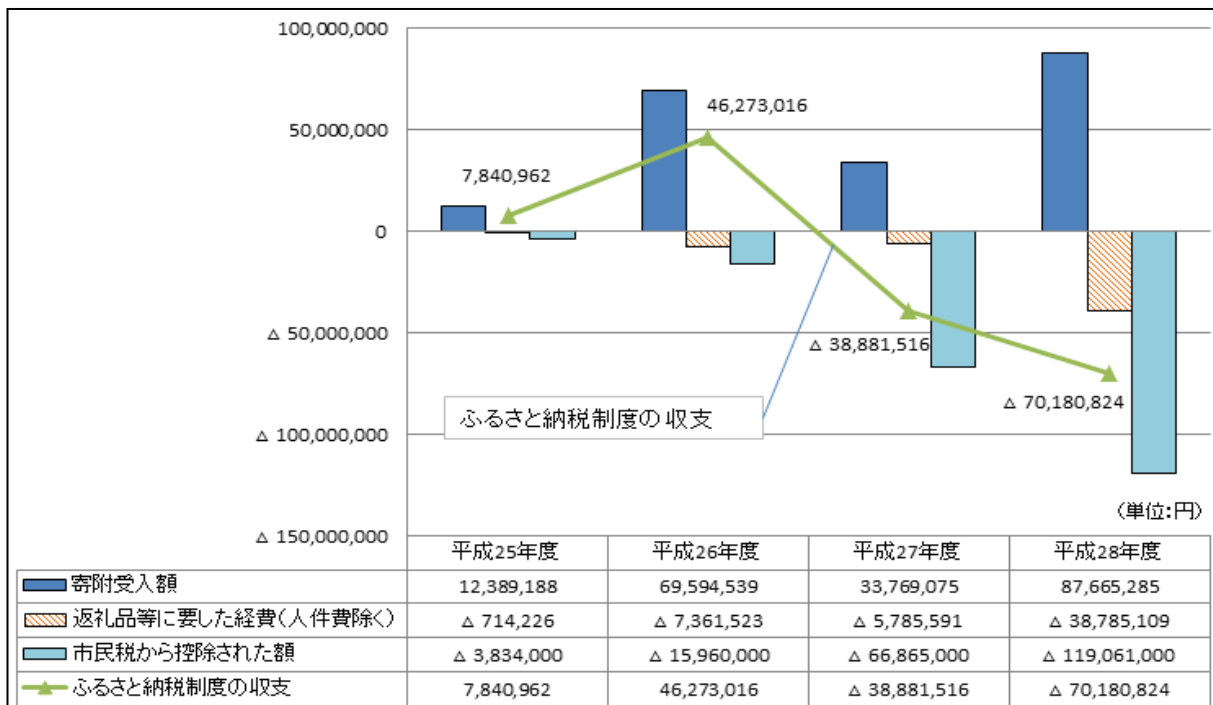 100,000,000
50,000,000
0
△ 50,000,000
△ 100,000,000
△ 150,000,000
7,840,962
46,273,016
△ 38,881,516
△ 70,180,824
ふるさと納税制度の収支
(単位:円)
平成25年度 平成26年度 平成27年度 平成28年度
寄附受入額 12,389,188 69,594,539 33,769,075 87,665,285
返礼品等に要した経費(人件費除く) △ 714,226 △ 7,361,523 △ 5,785,591 △ 38,785,109
市民税から控除された額 △ 3,834,000 △ 15,960,000 △ 66,865,000 △ 119,061,000
ふるさと納税制度の収支 7,840,962 46,273,016 △ 38,881,516 △ 70,180,824